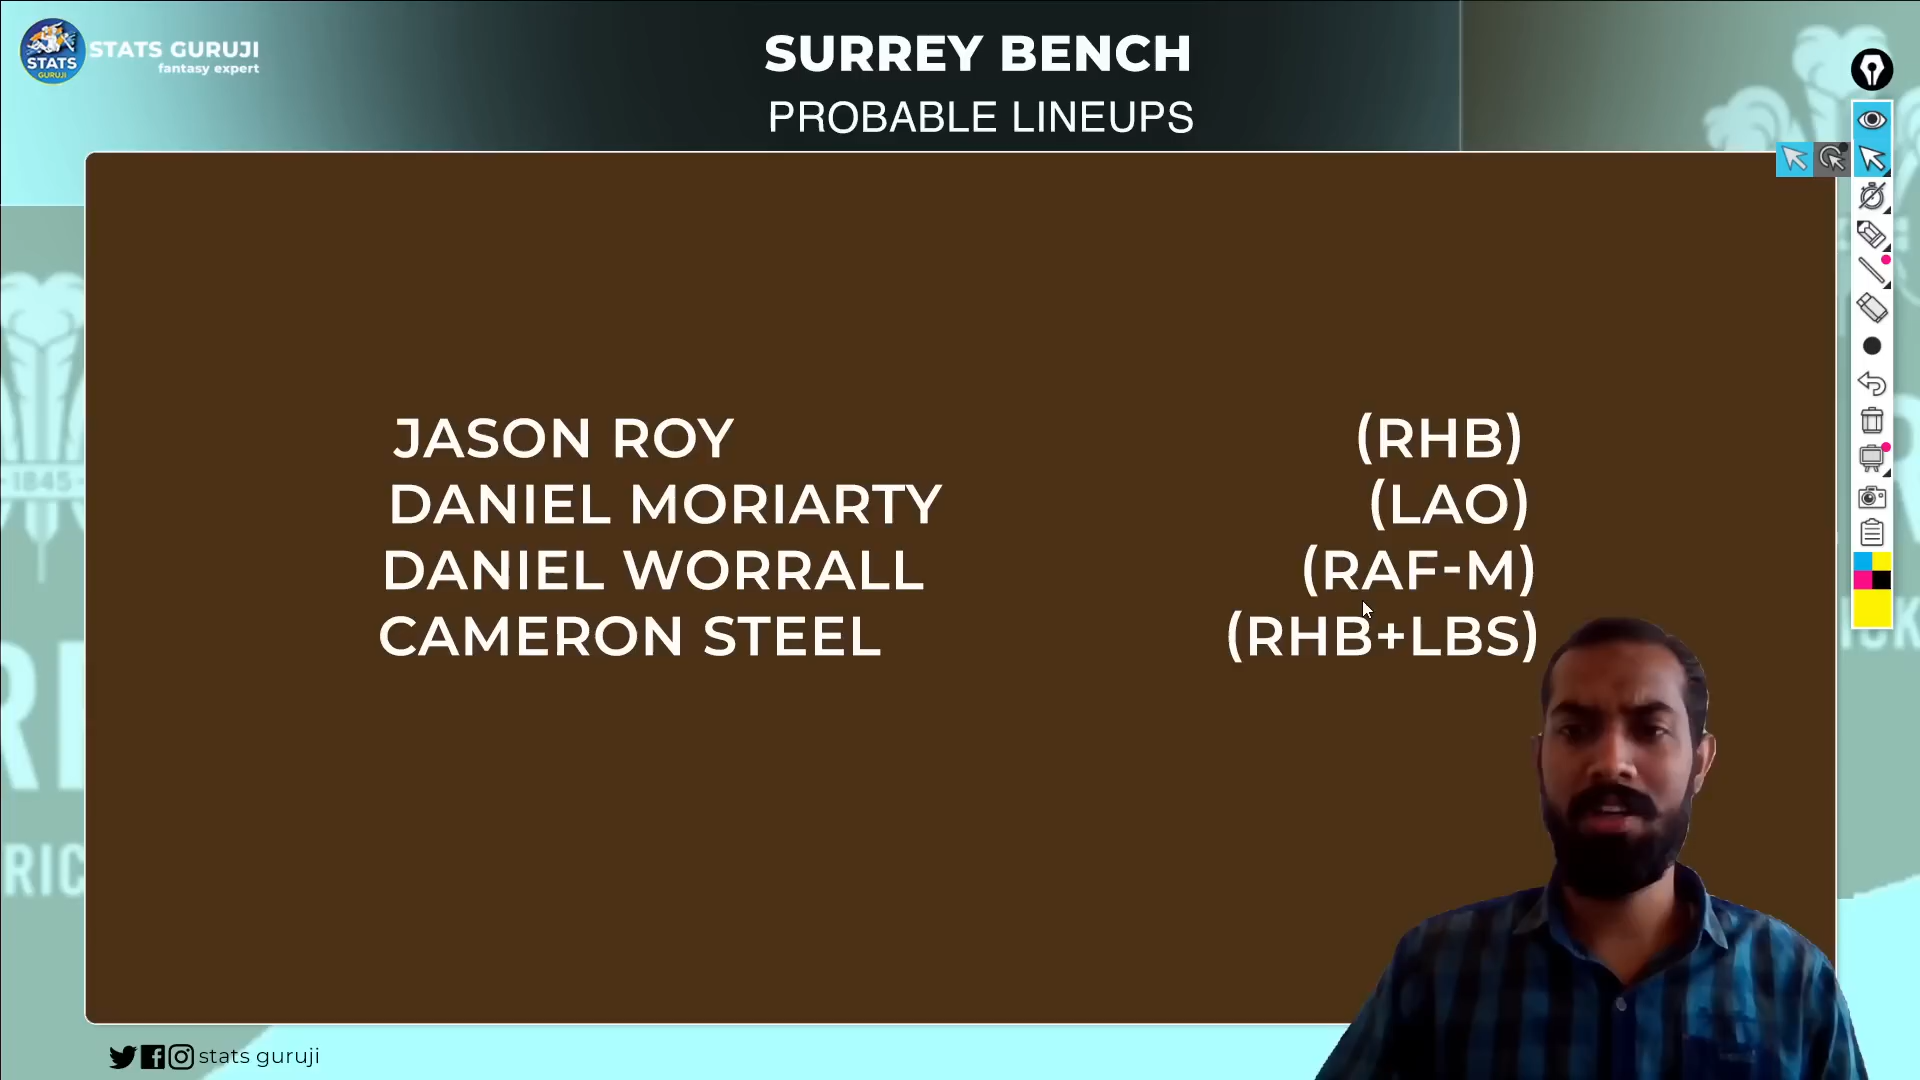 STATS GURUJI
fantasy expert
STATS
GURUJI
SURREY BENCH
PROBABLE LINEUPS
JASON ROY (RHB)
DANIEL MORIARTY (LAO)
DANIEL WORRALL (RAF-M)
CAMERON STEEL (RHB+LBS)
1845
stats guruji